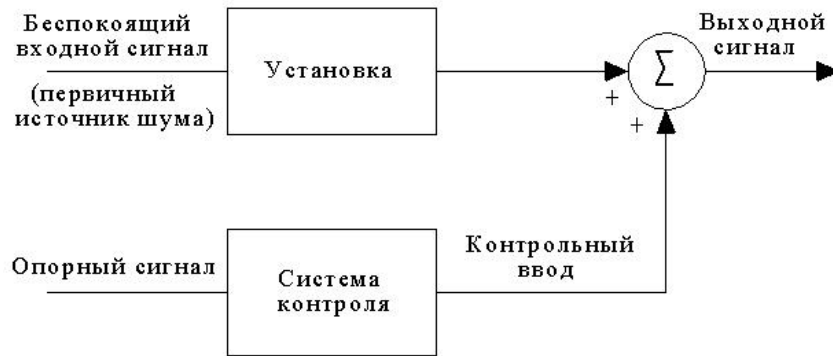 Беспокоящий
входной сигнал
(первичный
источник шума)
Установка
Σ
+
+
Выходной
сигнал
Опорный сигнал
Система
контроля
Контрольный
ввод